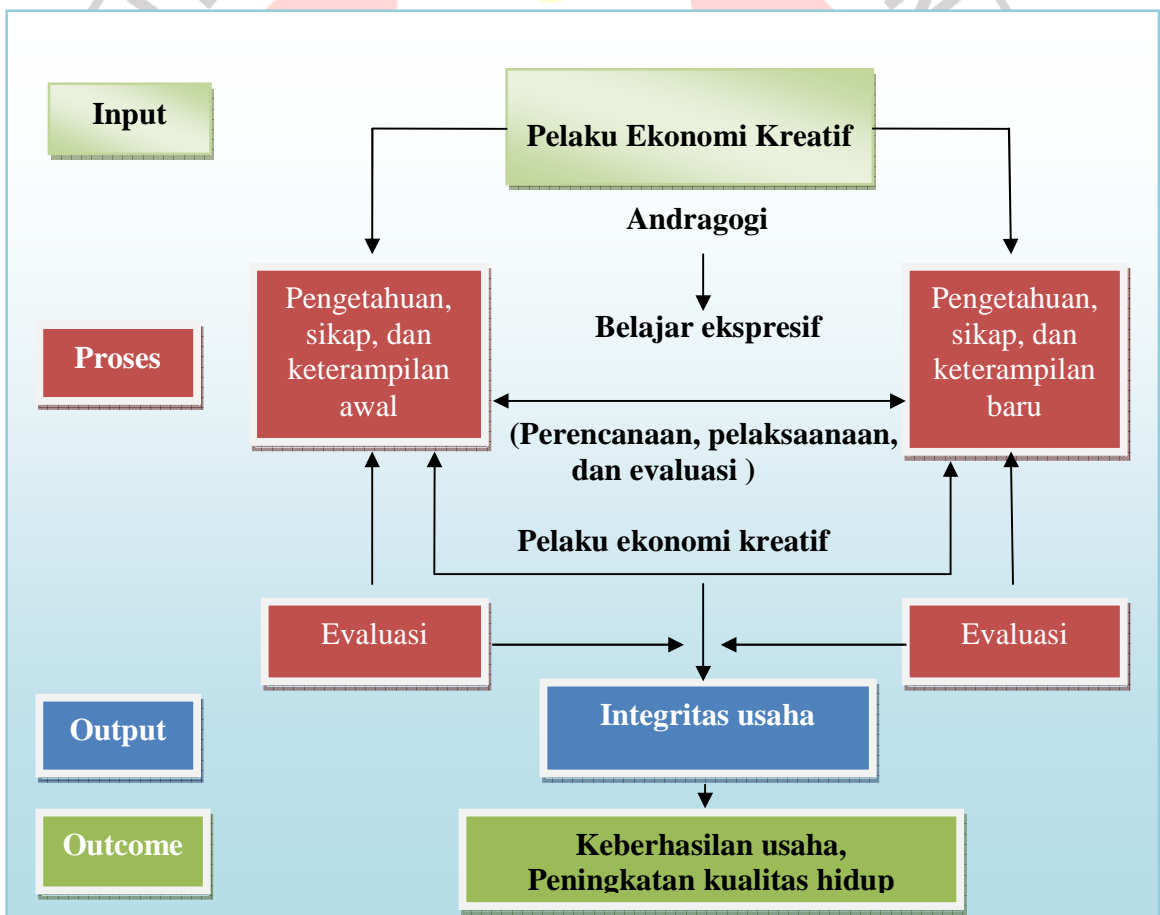 Input
Pelaku Ekonomi Kreatif
Andragogi
Pengetahuan,
sikap, dan
keterampilan
awal
Belajar ekspresif
Pengetahuan,
sikap, dan
keterampilan
baru
Proses
(Perencanaan, pelaksaanaan,
dan evaluasi )
Pelaku ekonomi kreatif
Evaluasi
Evaluasi
Output
Integritas usaha
Outcome
Keberhasilan usaha,
Peningkatan kualitas hidup